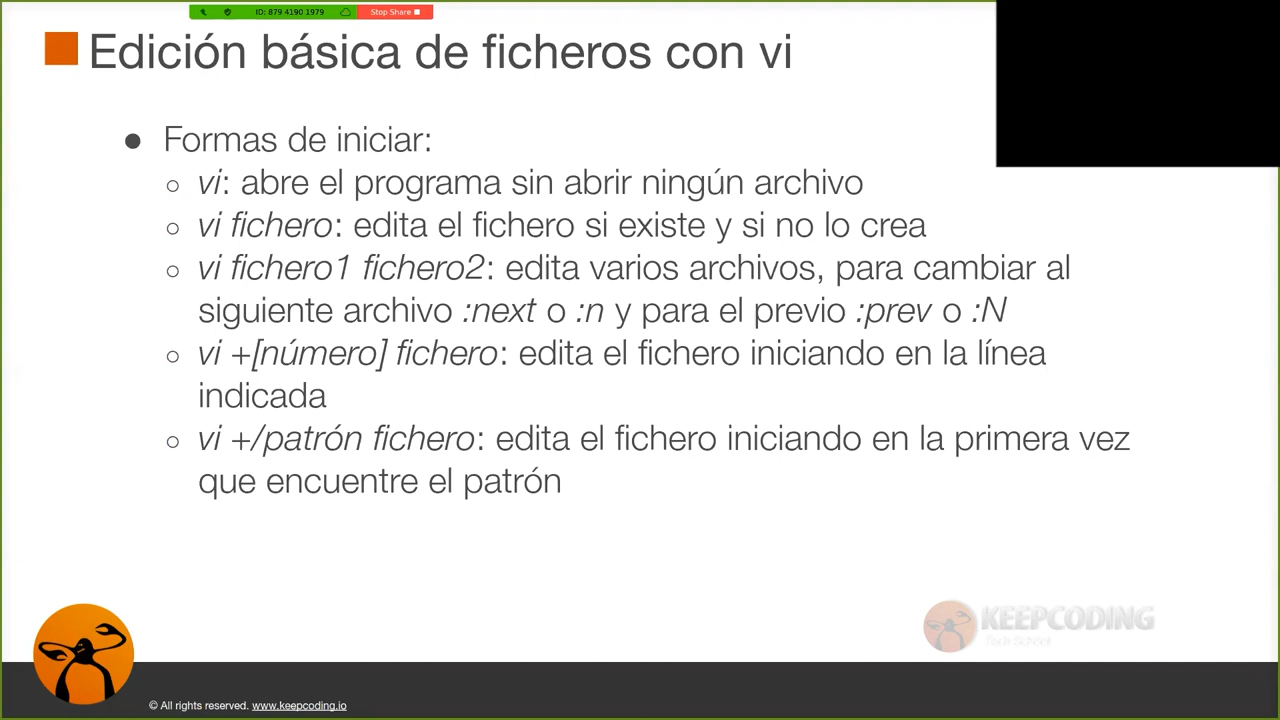 ID: 879 4190 1979
Stop Share
Edición básica de ficheros con vi
● Formas de iniciar:
○ vi: abre el programa sin abrir ningún archivo
○ vi fichero: edita el fichero si existe y si no lo crea
○ vi fichero1 fichero2: edita varios archivos, para cambiar al
siguiente archivo :next o :n y para el previo :prev o :N
○ vi +[número] fichero: edita el fichero iniciando en la línea
indicada
○ vi +/patrón fichero: edita el fichero iniciando en la primera vez
que encuentre el patrón
KEEPCODING
Tech School
© All rights reserved. www.keepcoding.io